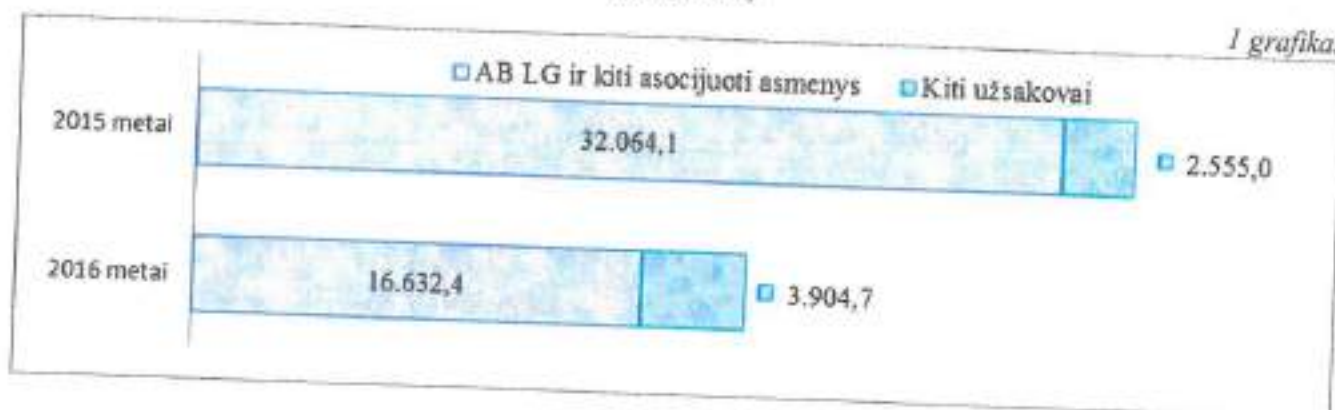 1 grafika
AB LG ir kiti asocijuoti asmenys Kiti užsakovai
2015 metai 32.064,1 2.555,0
2016 metai 16.632,4 3.904,7